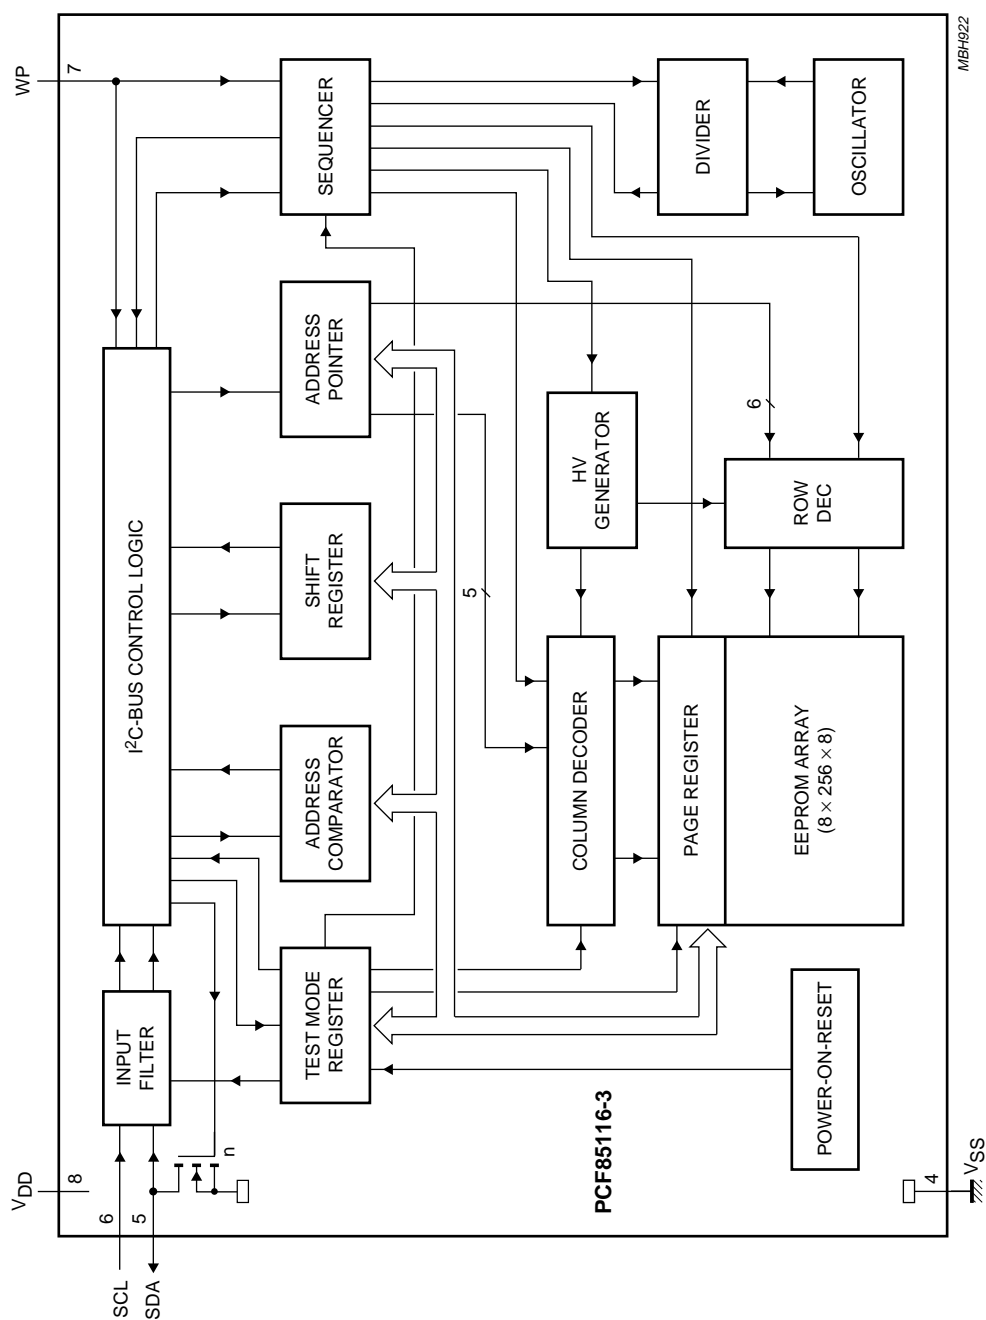 V_DD
8
SCL
6
SDA
5
n
INPUT
FILTER
I²C-BUS CONTROL LOGIC
WP
7
TEST MODE
REGISTER
ADDRESS
COMPARATOR
SHIFT
REGISTER
ADDRESS
POINTER
SEQUENCER
5
6
HV
GENERATOR
COLUMN DECODER
PAGE REGISTER
EEPROM ARRAY
(8 × 256 × 8)
ROW
DEC
DIVIDER
OSCILLATOR
PCF85116-3
POWER-ON-RESET
4
V_SS
MBH922